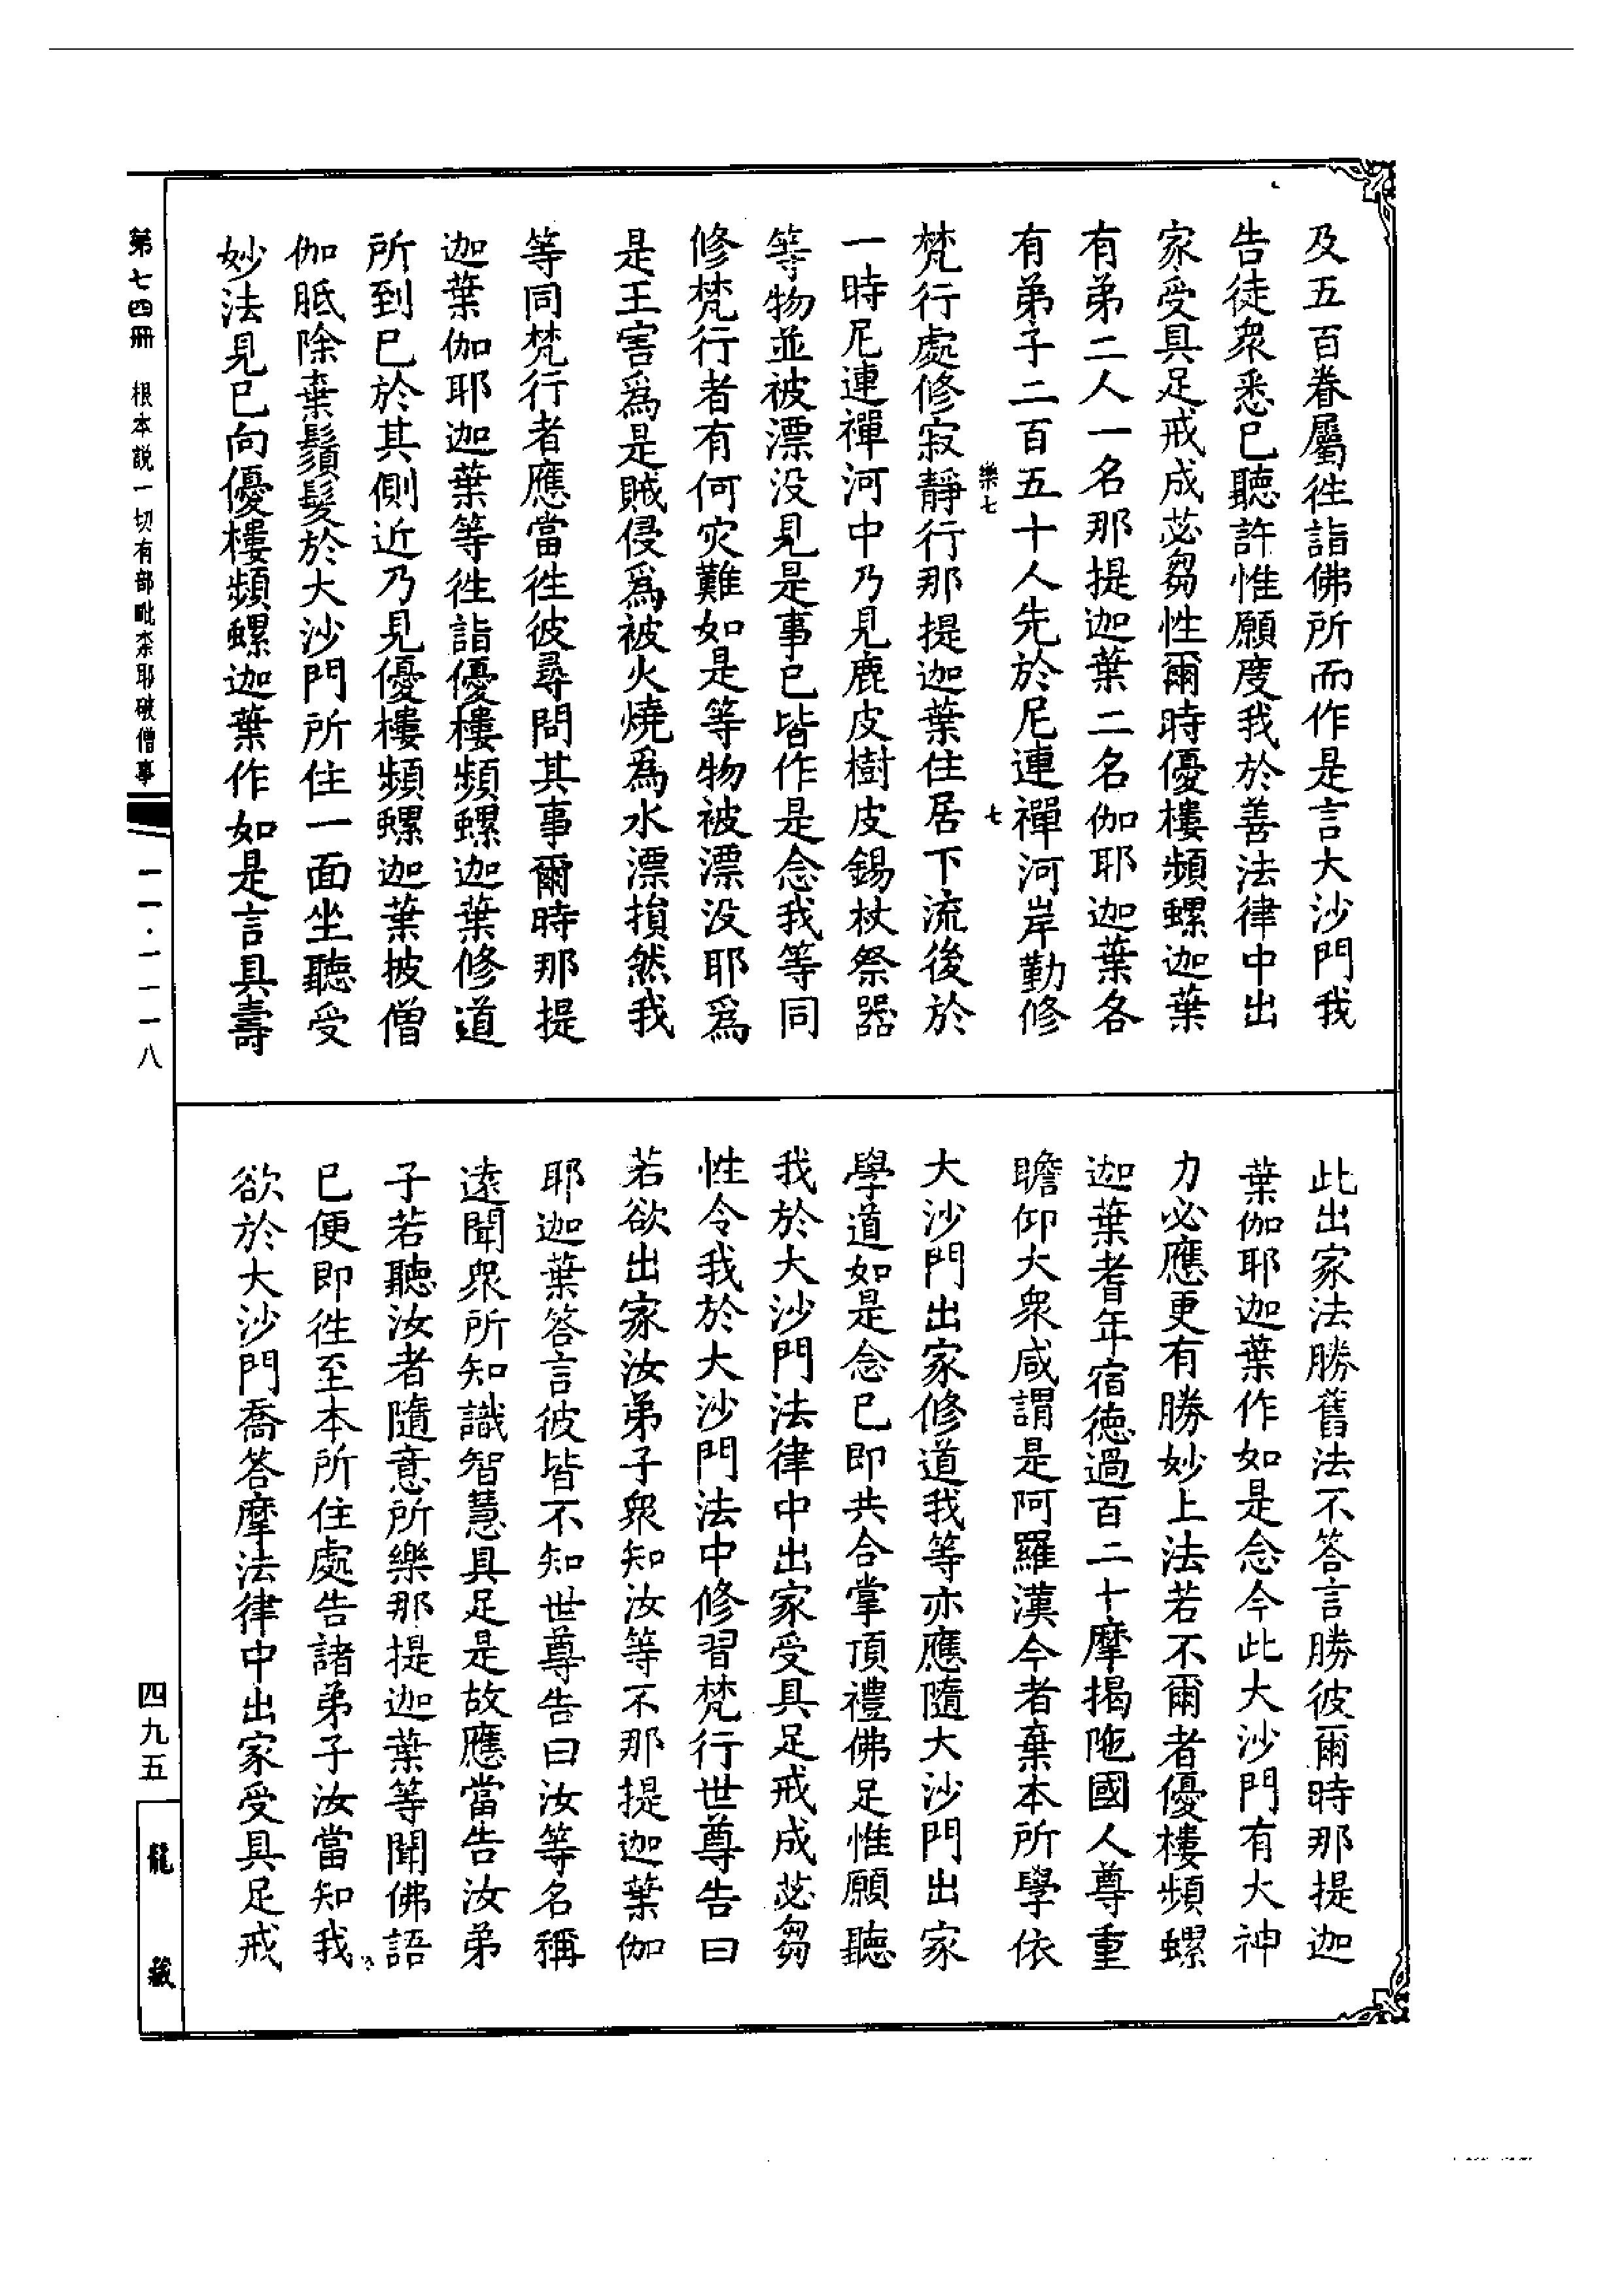 及五百眷屬徃詣佛所而作是言大沙門我
告徒衆悉已聽許惟願度我於善法律中出
家受具足戒成苾芻性爾時優樓頻螺迦葉
有弟二人一名那提迦葉二名伽耶迦葉各
有弟子二百五十人先於尼連禪河岸勤修
樂七
七
梵行處修寂靜行那提迦葉住居下流後於
一時尼連禪河中乃見鹿皮樹皮錫杖祭器
等物並被漂没見是事已皆作是念我等同
修梵行者有何灾難如是等物被漂没耶爲
是王害爲是賊侵爲被火燒爲水漂損然我
等同梵行者應當徃彼尋問其事爾時那提
迦葉伽耶迦葉等徃詣優樓頻螺迦葉修道
所到已於其側近乃見優樓頻螺迦葉披僧
伽胝除棄鬚髮於大沙門所住一面坐聽受
妙法見已向優樓頻螺迦葉作如是言具壽
此出家法勝舊法不答言勝彼爾時那提迦
葉伽耶迦葉作如是念今此大沙門有大神
力必應更有勝妙上法若不爾者優樓頻螺
迦葉耆年宿德過百二十摩揭陁國人尊重
瞻仰大衆咸謂是阿羅漢今者棄本所學依
大沙門出家修道我等亦應隨大沙門出家
學道如是念已即共合掌頂禮佛足惟願聽
我於大沙門法律中出家受具足戒成苾芻
性令我於大沙門法中修習梵行世尊告曰
若欲出家汝弟子衆知汝等不那提迦葉伽
耶迦葉答言彼皆不知世尊告曰汝等名稱
遠聞衆所知識智慧具足是故應當告汝弟
子若聽汝者隨意所樂那提迦葉等聞佛語
已便即徃至本所住處告諸弟子汝當知我
欲於大沙門喬答摩法律中出家受具足戒
第七四冊 根本説一切有部毗柰耶破僧事
一一·一一一八
四九五
龍藏